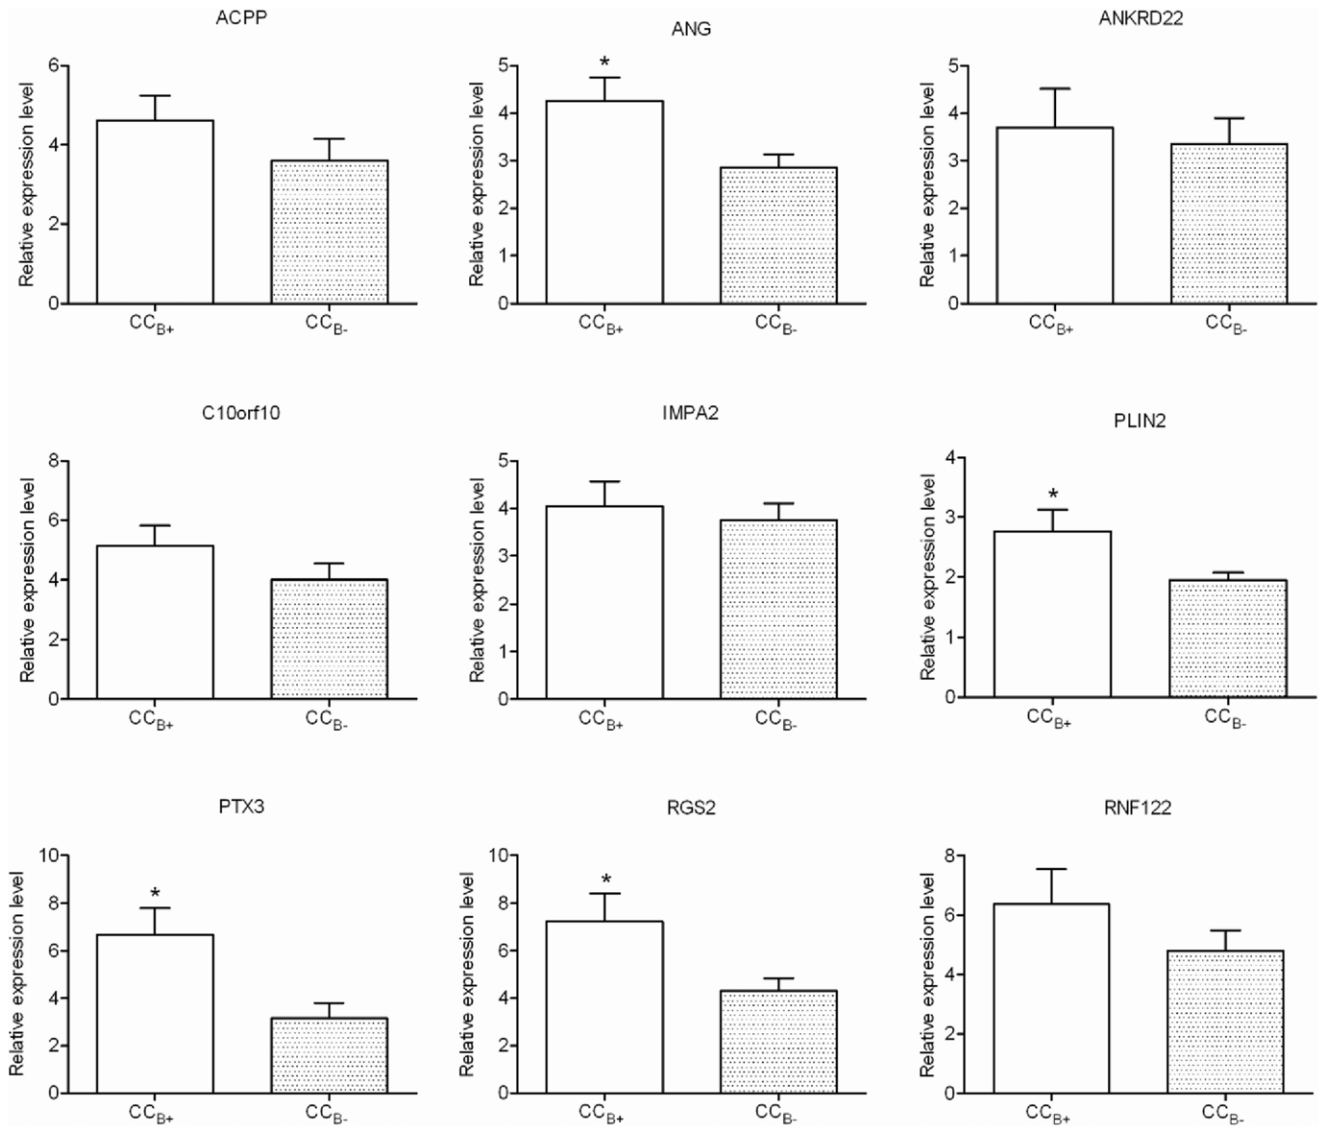 ACPP
Relative expression level
6
4
2
0
CCB+ CCB-
ANG
Relative expression level
5
4
3
2
1
0
*
CCB+ CCB-
ANKRD22
Relative expression level
5
4
3
2
1
0
CCB+ CCB-
C10orf10
Relative expression level
8
6
4
2
0
CCB+ CCB-
IMPA2
Relative expression level
5
4
3
2
1
0
CCB+ CCB-
PLIN2
Relative expression level
4
3
2
1
0
*
CCB+ CCB-
PTX3
Relative expression level
10
8
6
4
2
0
*
CCB+ CCB-
RGS2
Relative expression level
10
8
6
4
2
0
*
CCB+ CCB-
RNF122
Relative expression level
8
6
4
2
0
CCB+ CCB-